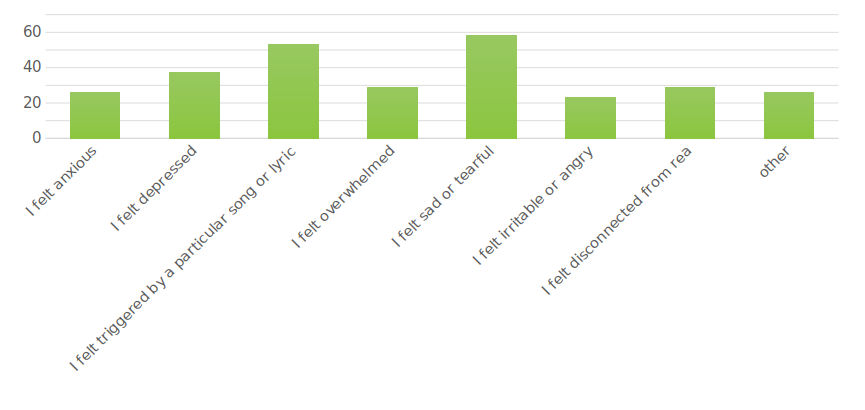 60
40
20
0
I felt anxious
I felt depressed
I felt triggered by a particular song or lyric
I felt overwhelmed
I felt sad or tearful
I felt irritable or angry
I felt disconnected from rea
other